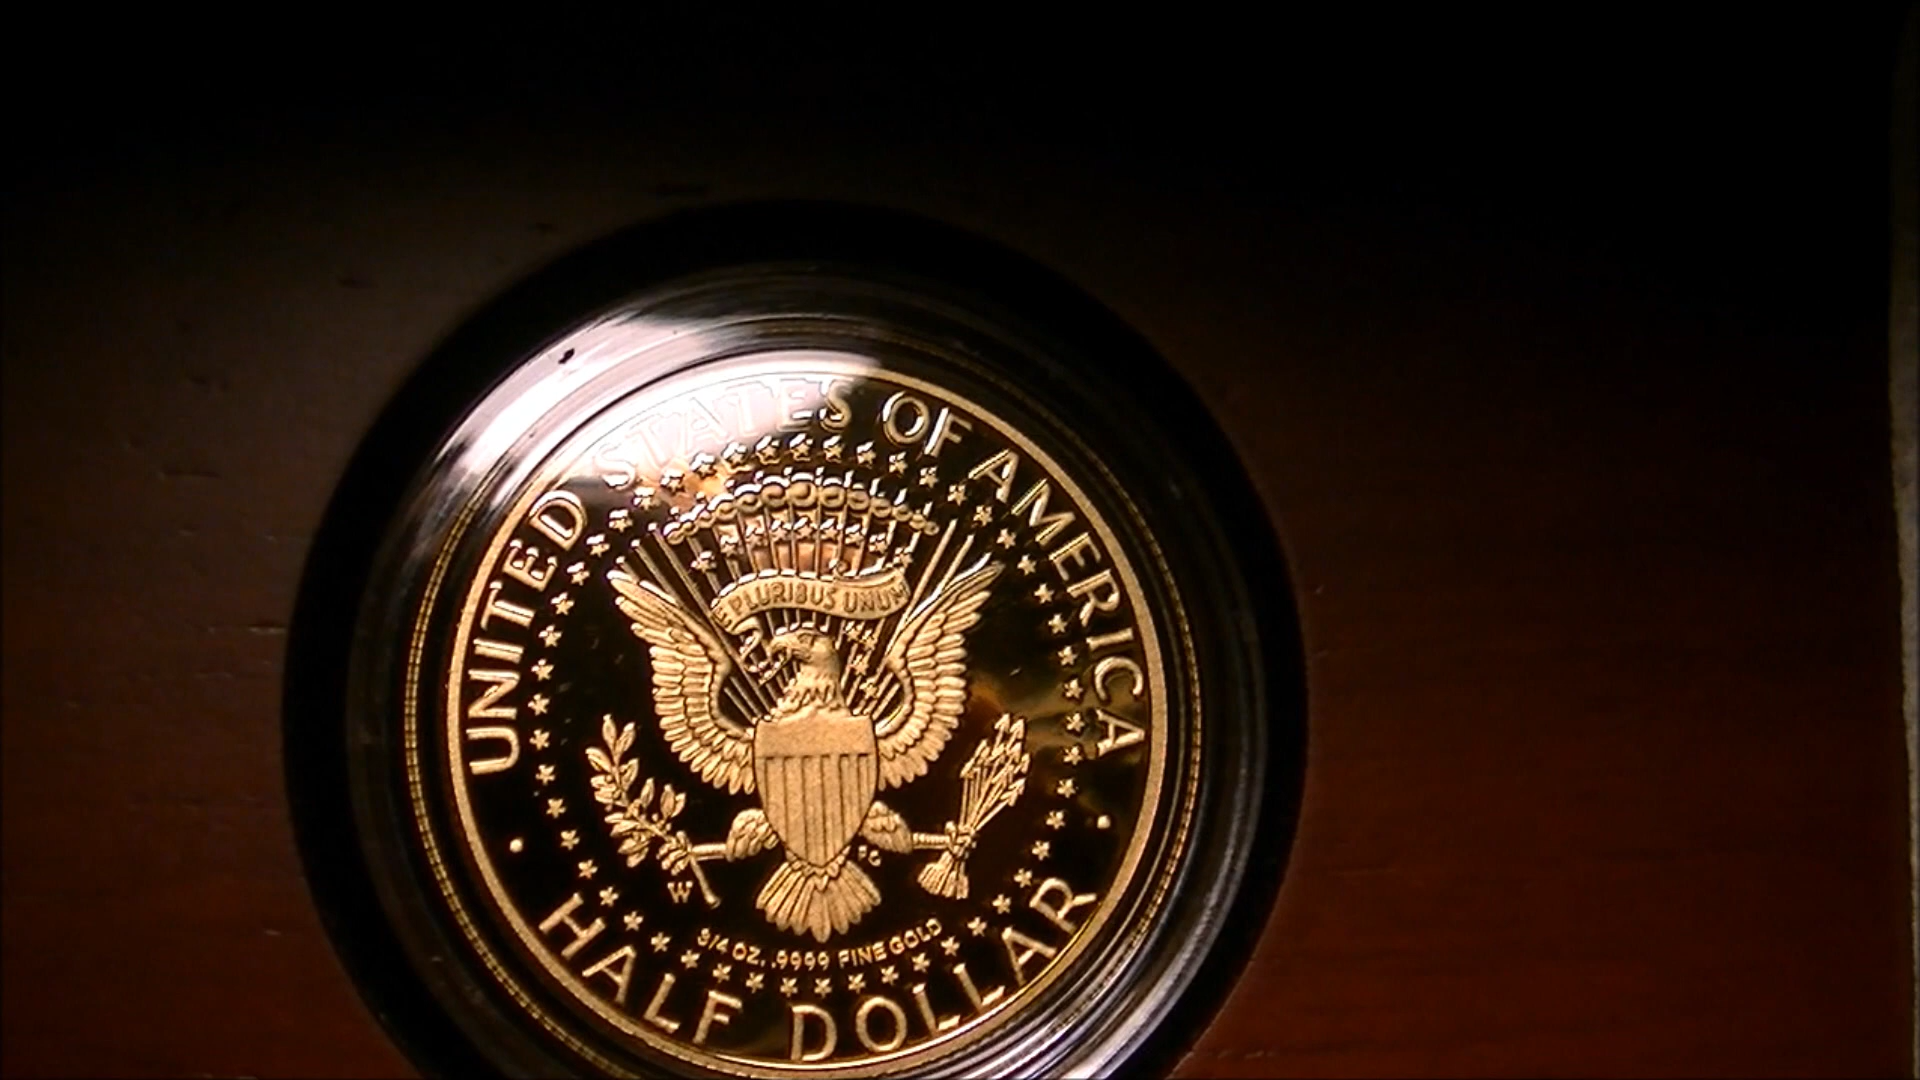 UNITED STATES OF AMERICA
E PLURIBUS UNUM
W
FG
3/4 OZ. .9999 FINE GOLD
HALF DOLLAR